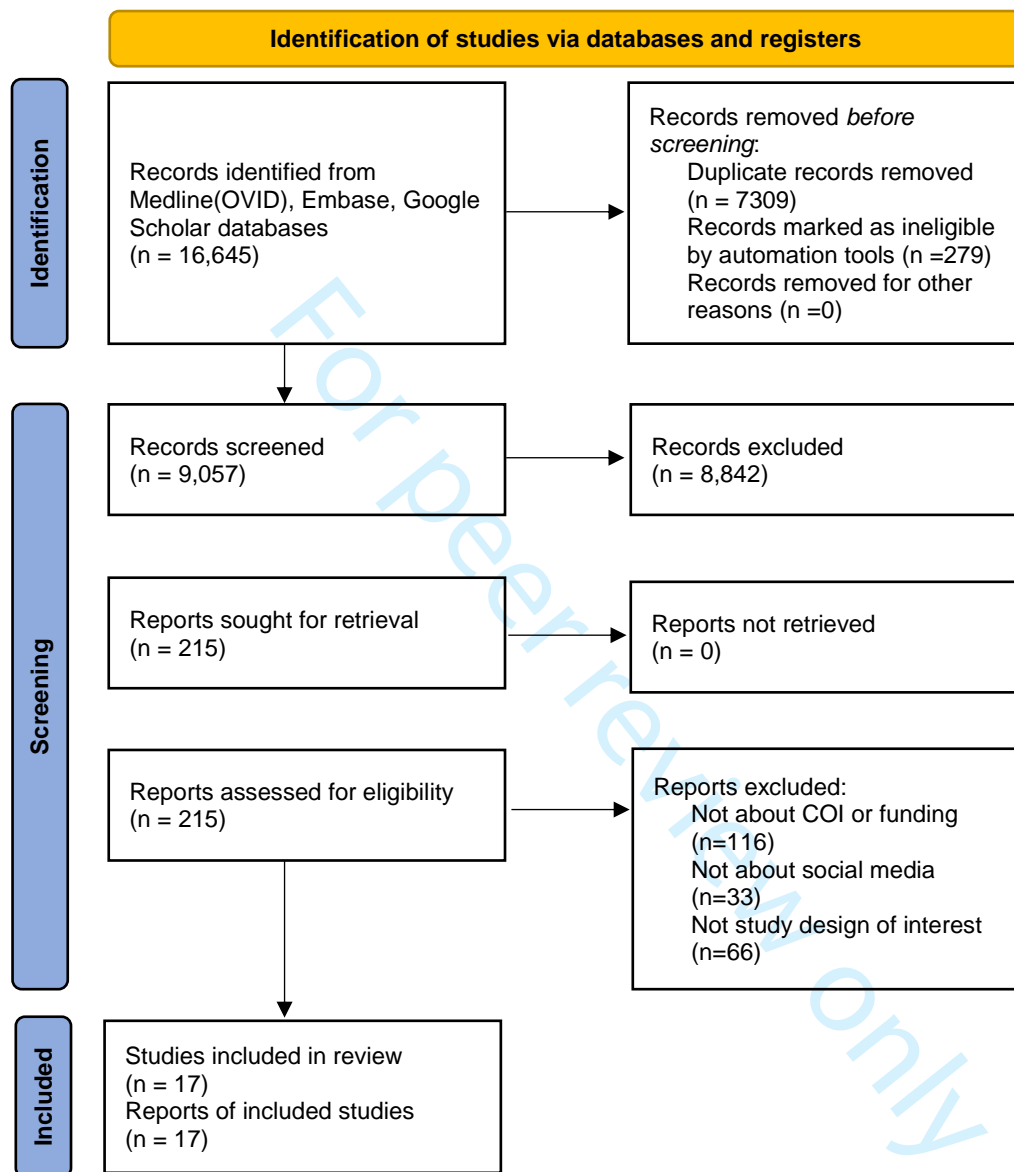 Identification of studies via databases and registers
Identification
Records identified from
Medline(OVID), Embase, Google
Scholar databases
(n = 16,645)
Records removed before
screening:
Duplicate records removed
(n = 7309)
Records marked as ineligible
by automation tools (n =279)
Records removed for other
reasons (n =0)
Screening
Records screened
(n = 9,057)
Records excluded
(n = 8,842)
Reports sought for retrieval
(n = 215)
Reports not retrieved
(n = 0)
Reports assessed for eligibility
(n = 215)
Reports excluded:
Not about COI or funding
(n=116)
Not about social media
(n=33)
Not study design of interest
(n=66)
Included
Studies included in review
(n = 17)
Reports of included studies
(n = 17)
For peer review only